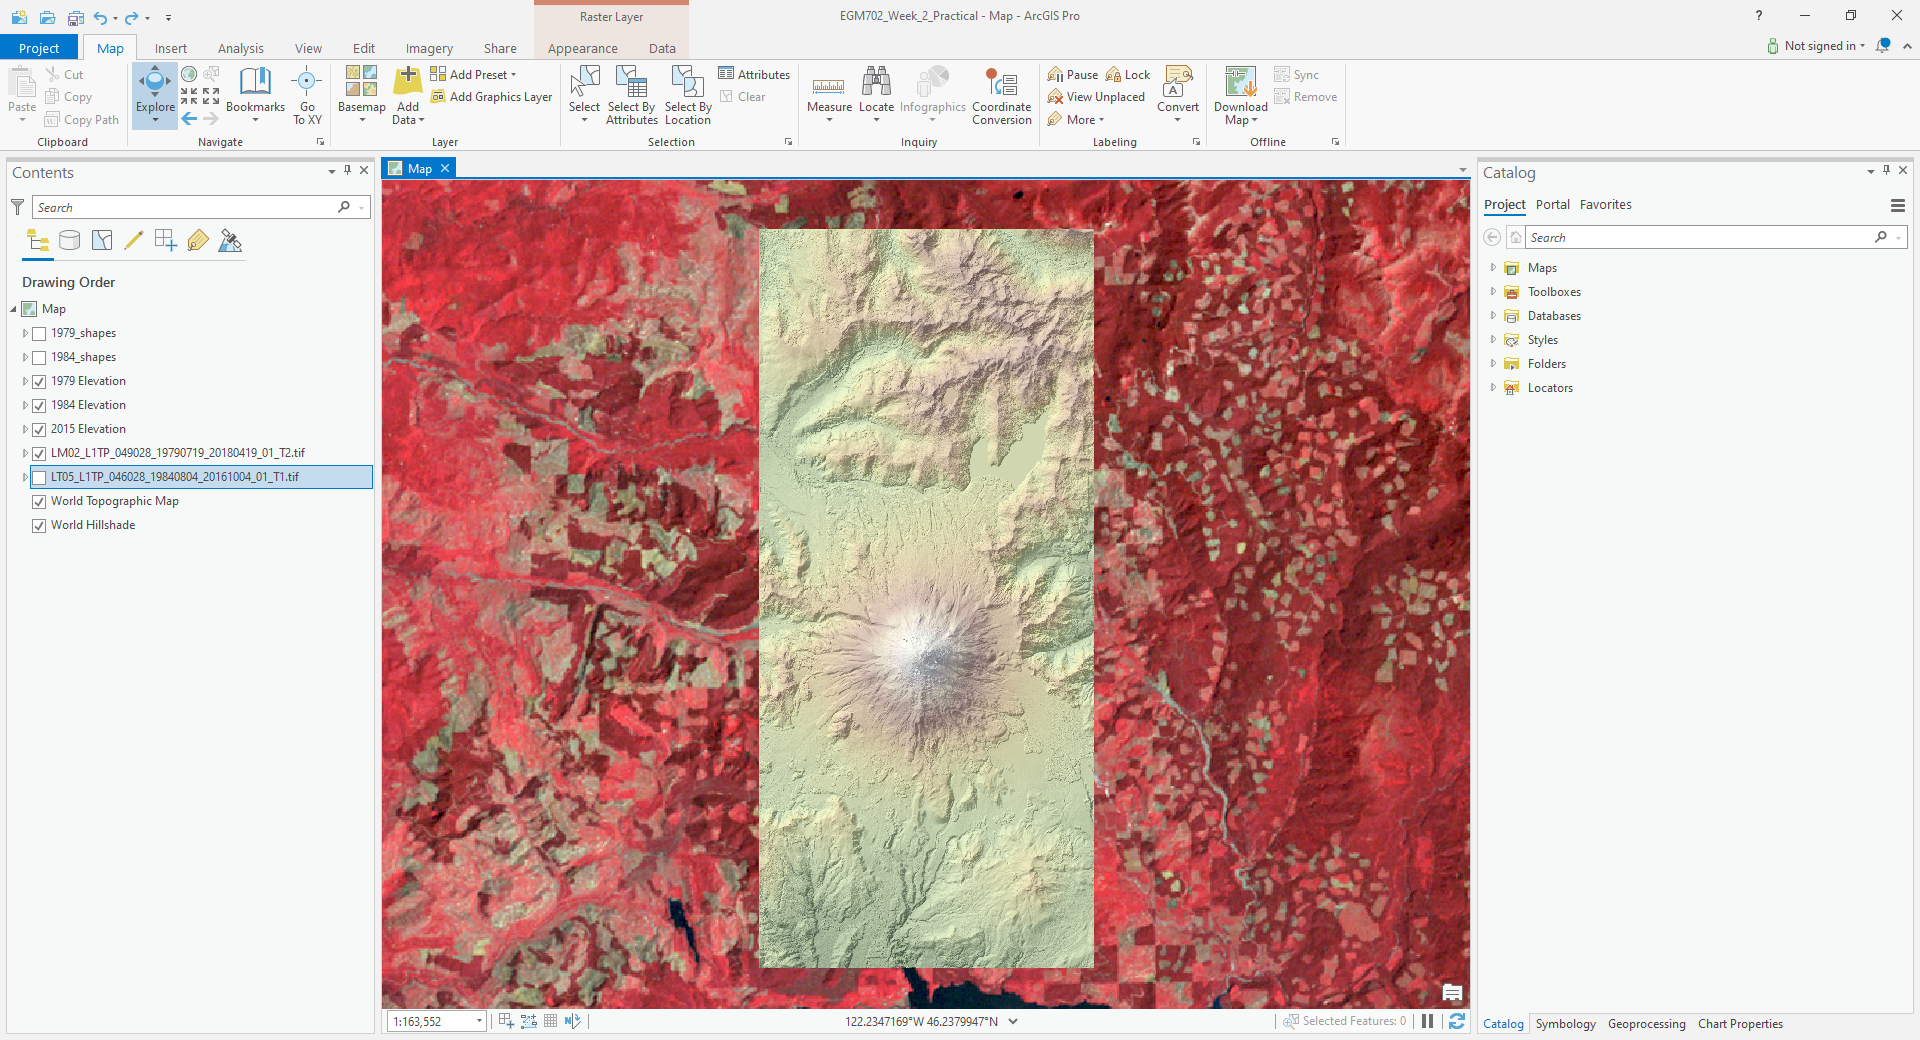 Raster Layer
EGM702_Week_2_Practical - Map - ArcGIS Pro
?
Project Map Insert Analysis View Edit Imagery Share Appearance Data
Not signed in
Paste
Cut
Copy
Copy Path
Clipboard
Explore
Bookmarks
Go
To XY
Navigate
Basemap
Add
Data
Add Preset
Add Graphics Layer
Layer
Select
Select By
Attributes
Select By
Location
Attributes
Clear
Selection
Measure
Locate
Infographics
Coordinate
Conversion
Inquiry
Pause
Lock
View Unplaced
More
Convert
Labeling
Download
Map
Sync
Remove
Offline
Contents
Search
Drawing Order
Map
1979_shapes
1984_shapes
1979 Elevation
1984 Elevation
2015 Elevation
LM02_L1TP_049028_19790719_20180419_01_T2.tif
LT05_L1TP_046028_19840804_20161004_01_T1.tif
World Topographic Map
World Hillshade
Map
1:163,552
122.2347169°W 46.2379947°N
Selected Features: 0
Catalog
Project Portal Favorites
Search
Maps
Toolboxes
Databases
Styles
Folders
Locators
Catalog Symbology Geoprocessing Chart Properties